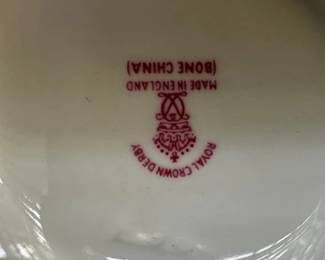 ROYAL CROWN DERBY
MADE IN ENGLAND
(BONE CHINA)